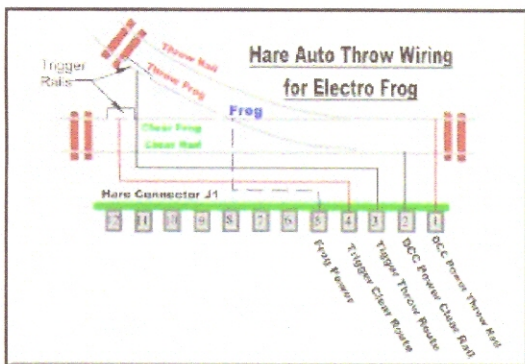 Hare Auto Throw Wiring
for Electro Frog
Trigger
Rails
Throw Rail
Throw Frog
Frog
Clear Frog
Clear Rail
Hare Connector J1
12 11 10 9 8 7 6 5 4 3 2 1
Frog Power
Trigger Clear Route
Tigger Throw Route
DCC Power Clear Rail
DCC Power Throw Rail